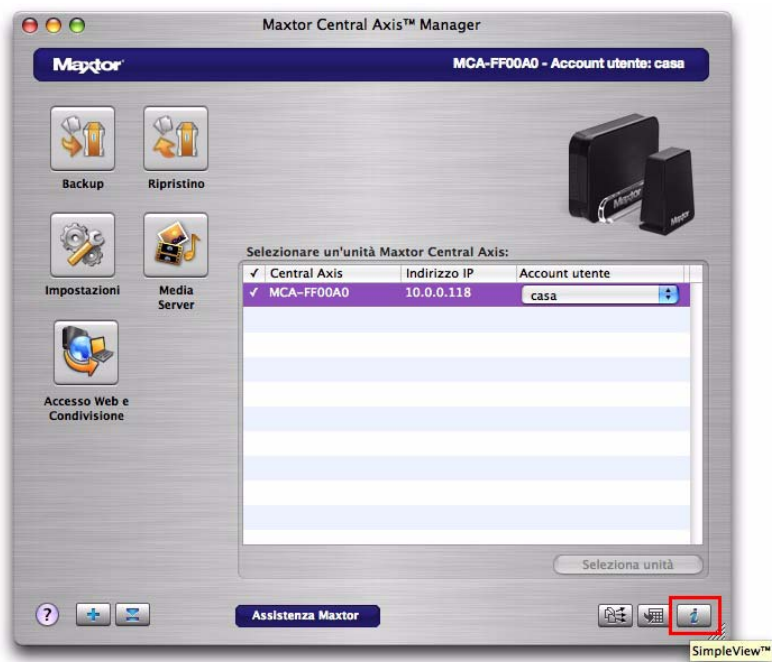 Maxtor Central Axis™ Manager
Maxtor
MCA-FF00A0 - Account utente: casa
Backup
Ripristino
Maxtor
Maxtor
Impostazioni
Media
Server
Accesso Web e
Condivisione
Selezionare un'unità Maxtor Central Axis:
✓ Central Axis Indirizzo IP Account utente
✓ MCA-FF00A0 10.0.0.118 casa
Seleziona unità
?
Assistenza Maxtor
i
SimpleView™